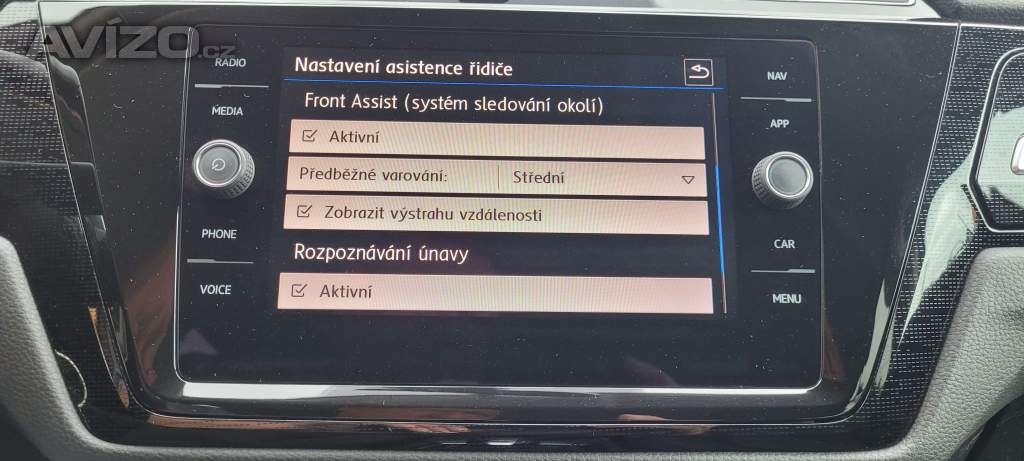 AVÍZO.cz
RADIO
MEDIA
PHONE
VOICE
Nastavení asistence řidiče
Front Assist (systém sledování okolí)
Aktivní
Předběžné varování: Střední
Zobrazit výstrahu vzdálenosti
Rozpoznávání únavy
Aktivní
NAV
APP
CAR
MENU